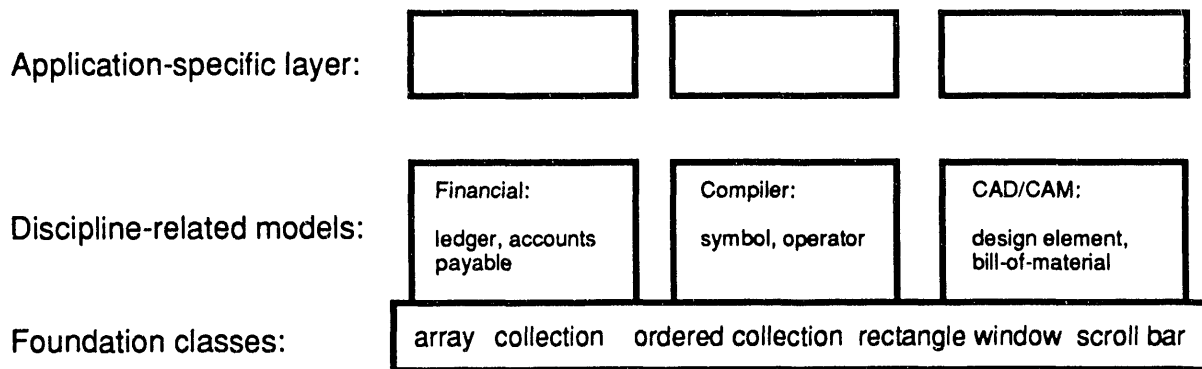 Application-specific layer:
Discipline-related models:
Financial:
ledger, accounts
payable
Compiler:
symbol, operator
CAD/CAM:
design element,
bill-of-material
Foundation classes:
array collection ordered collection rectangle window scroll bar